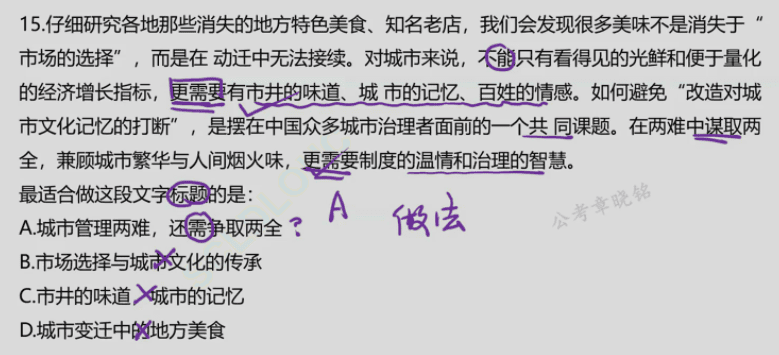 15.仔细研究各地那些消失的地方特色美食、知名老店，我们会发现很多美味不是消失于“
市场的选择”，而是在 动迁中无法接续。对城市来说，不能只有看得见的光鲜和便于量化
的经济增长指标，更需要有市井的味道、城 市的记忆、百姓的情感。如何避免“改造对城
市文化记忆的打断”，是摆在中国众多城市治理者面前的一个共 同课题。在两难中谋取两
全，兼顾城市繁华与人间烟火味，更需要制度的温情和治理的智慧。
最适合做这段文字标题的是：
A.城市管理两难，还需争取两全 ? A 做法
公考章晓铭
B.市场选择与城市文化的传承
C.市井的味道，城市的记忆
D.城市变迁中的地方美食